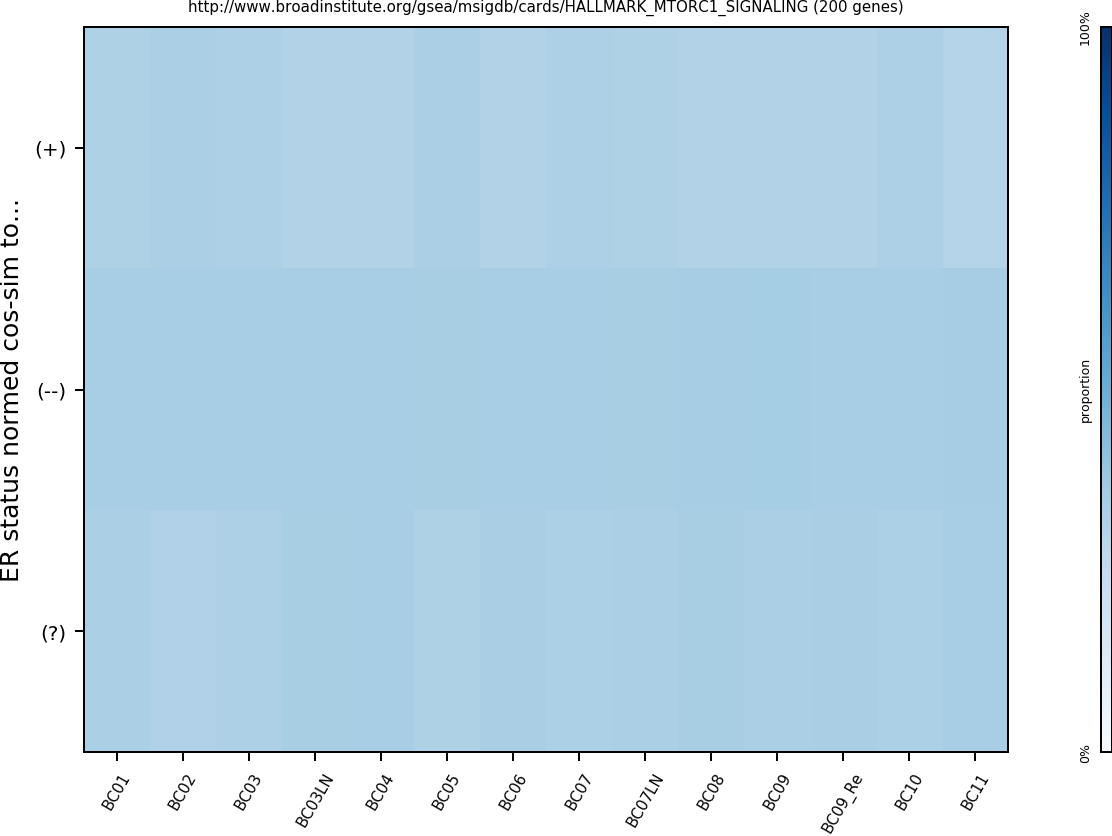 http://www.broadinstitute.org/gsea/msigdb/cards/HALLMARK_MTORC1_SIGNALING (200 genes)
ER status normed cos-sim to...
(+)
(--)
(?)
BC01
BC02
BC03
BC03LN
BC04
BC05
BC06
BC07
BC07LN
BC08
BC09
BC09_Re
BC10
BC11
100%
proportion
0%